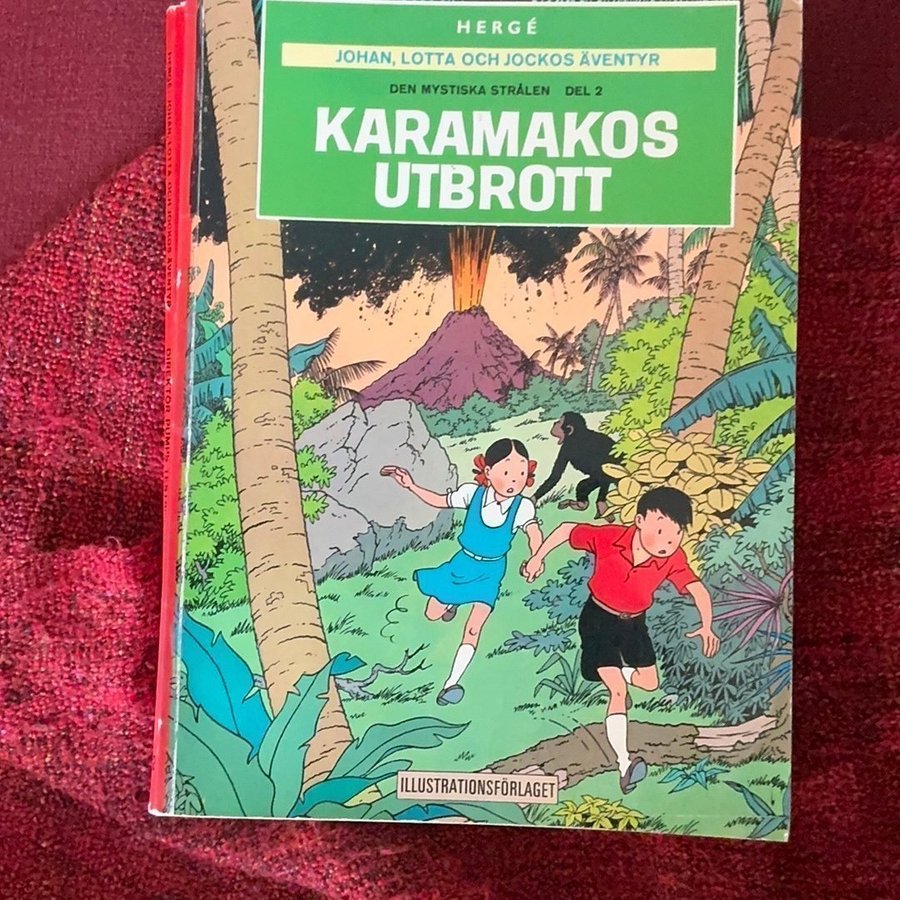 HERGÉ
JOHAN, LOTTA OCH JOCKOS ÄVENTYR
DEN MYSTISKA STRÅLEN DEL 2
KARAMAKOS
UTBROTT
ILLUSTRATIONSFÖRLAGET